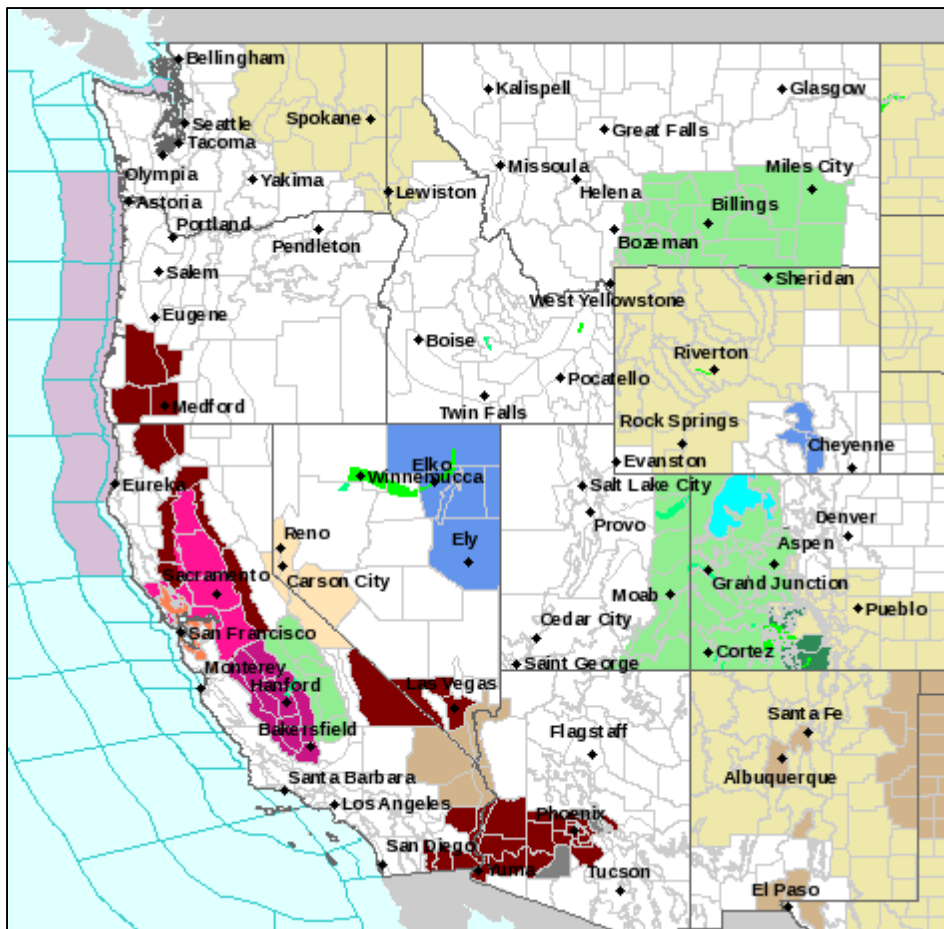 Bellingham
Kalispell
Glasgow
Seattle
Spokane
Great Falls
Tacoma
Missoula
Miles City
Olympia
Yakima
Helena
Lewiston
Astoria
Billings
Portland
Pendleton
Bozeman
Salem
Sheridan
West Yellowstone
Eugene
Boise
Riverton
Pocatello
Medford
Twin Falls
Rock Springs
Cheyenne
Elko
Evanston
Eureka
Winnemucca
Salt Lake City
Provo
Denver
Reno
Ely
Aspen
Sacramento
Carson City
Grand Junction
Moab
Pueblo
Cedar City
San Francisco
Cortez
Monterey
Saint George
Hanford
Las Vegas
Santa Fe
Bakersfield
Flagstaff
Albuquerque
Santa Barbara
Los Angeles
Phoenix
San Diego
Yuma
Tucson
El Paso